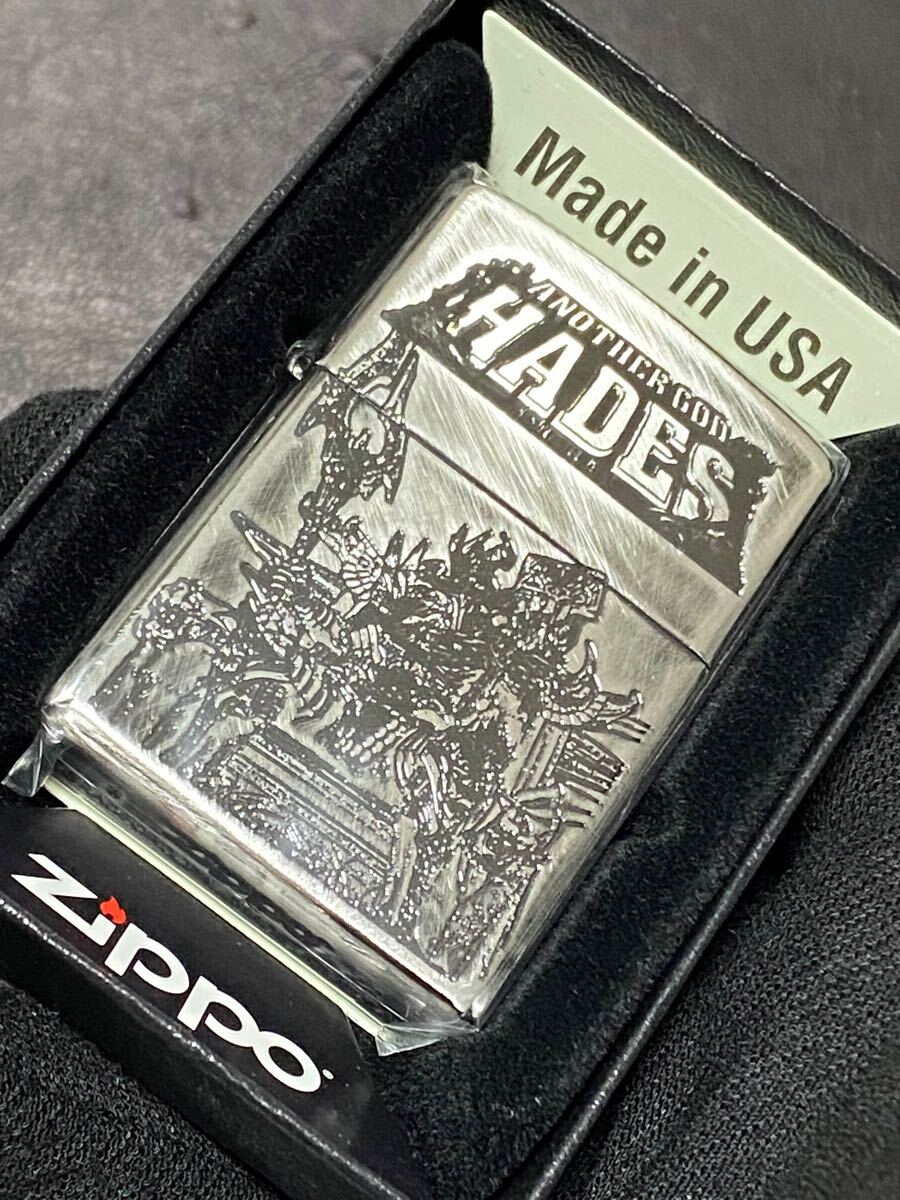 Made in USA
ANOTHER GOD
HADES
zippo